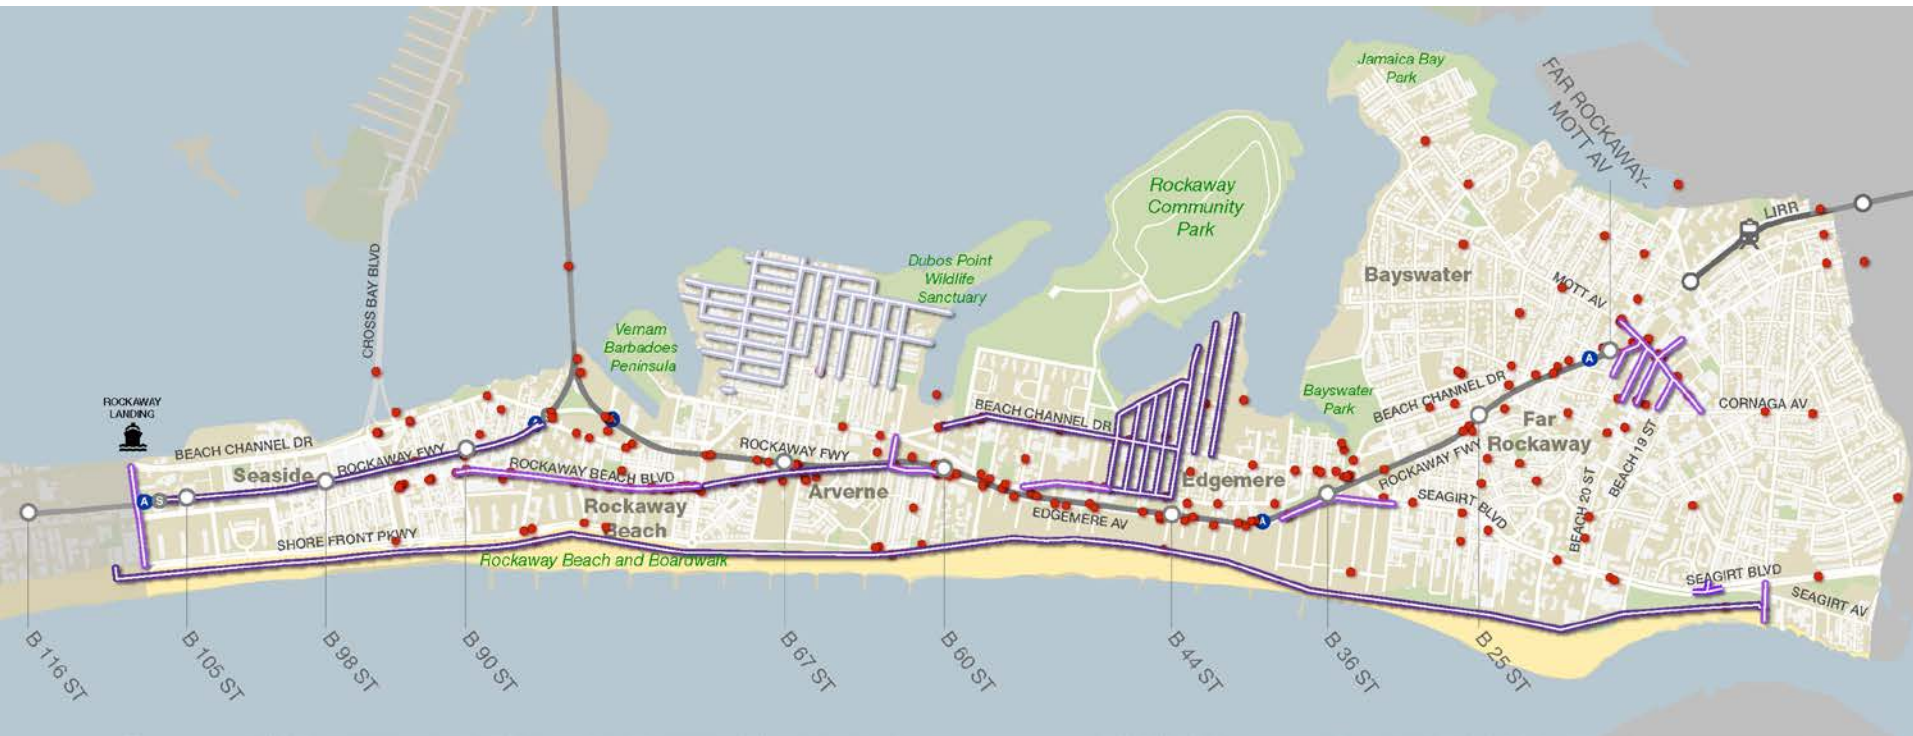 Jamaica Bay
Park
FAR ROCKAWAY-
MOTT AV
Rockaway
Community
Park
LIRR
CROSS BAY BLVD
Dubos Point
Wildlife
Sanctuary
Bayswater
MOTT AV
Vernam
Barbadoes
Peninsula
A
Bayswater
Park
ROCKAWAY
LANDING
BEACH CHANNEL DR
BEACH CHANNEL DR
CORNAGA AV
Far
Rockaway
BEACH CHANNEL DR
ROCKAWAY FWY
ROCKAWAY FWY
ROCKAWAY FWY
Seaside
ROCKAWAY BEACH BLVD
Arverne
Edgemere
BEACH 19 ST
BEACH 20 ST
A S
Rockaway
Beach
EDGEMERE AV
A
SEAGIRT BLVD
SHORE FRONT PKWY
Rockaway Beach and Boardwalk
SEAGIRT BLVD
SEAGIRT AV
B 116 ST
B 105 ST
B 98 ST
B 90 ST
B 67 ST
B 60 ST
B 44 ST
B 36 ST
B 25 ST